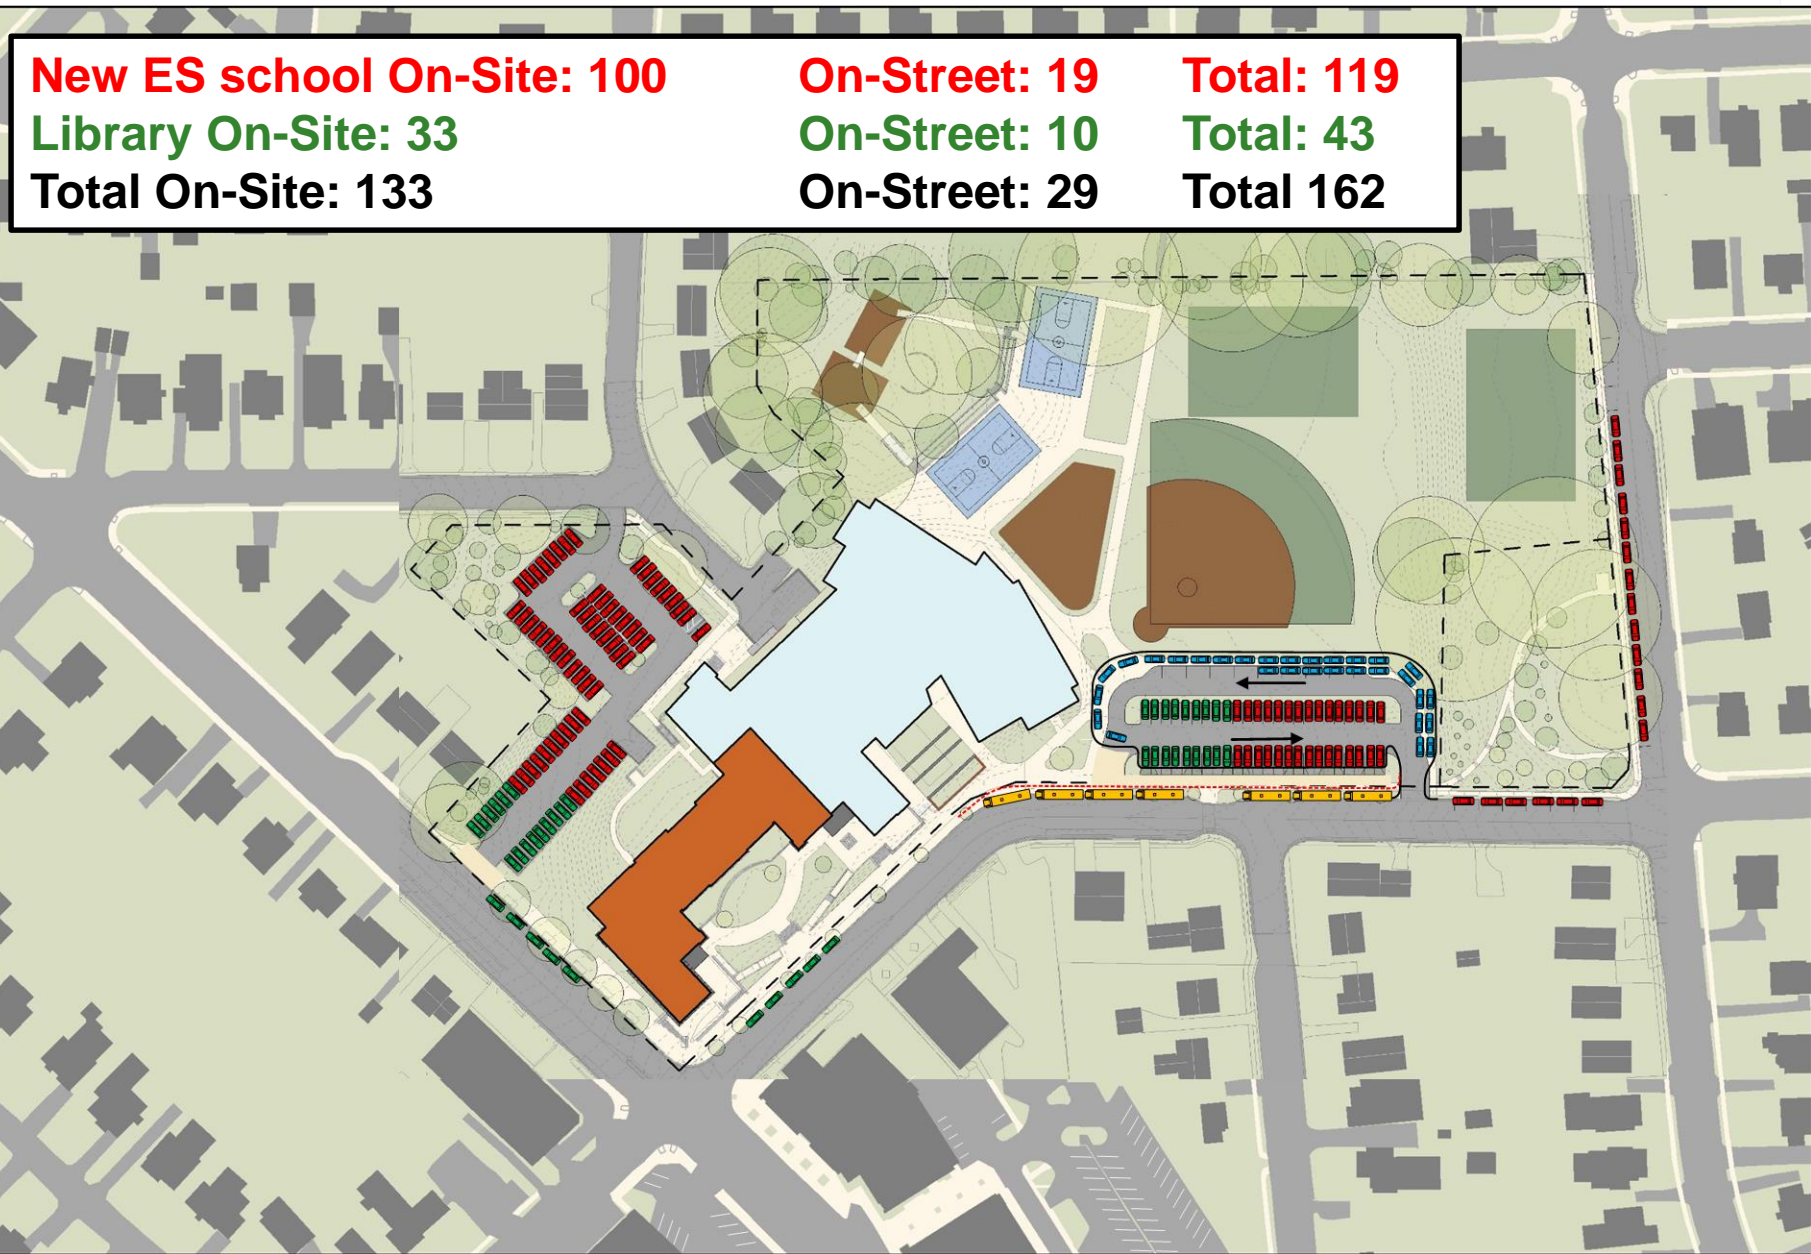 New ES school On-Site: 100 On-Street: 19 Total: 119
Library On-Site: 33 On-Street: 10 Total: 43
Total On-Site: 133 On-Street: 29 Total 162